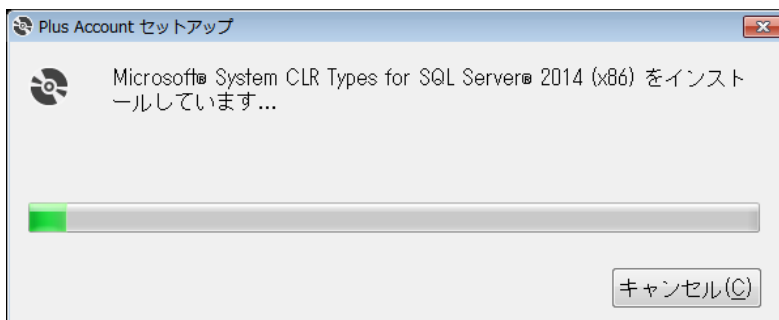 Plus Account セットアップ
Microsoft® System CLR Types for SQL Server® 2014 (x86) をインスト
ールしています...
キャンセル(C)